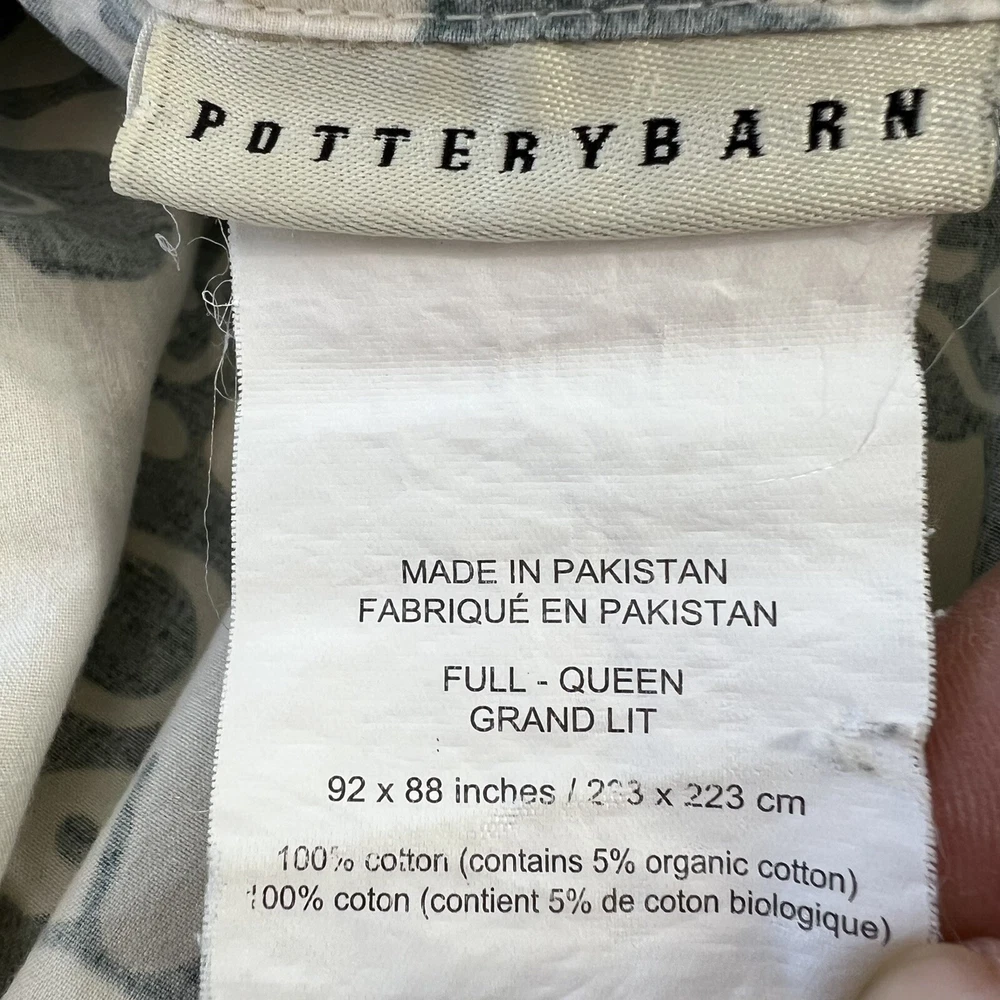 POTTERYBARN
MADE IN PAKISTAN
FABRIQUÉ EN PAKISTAN
FULL - QUEEN
GRAND LIT
92 x 88 inches / x 223 cm
100% cotton (contains 5% organic cotton)
100% coton (contient 5% de coton biologique)